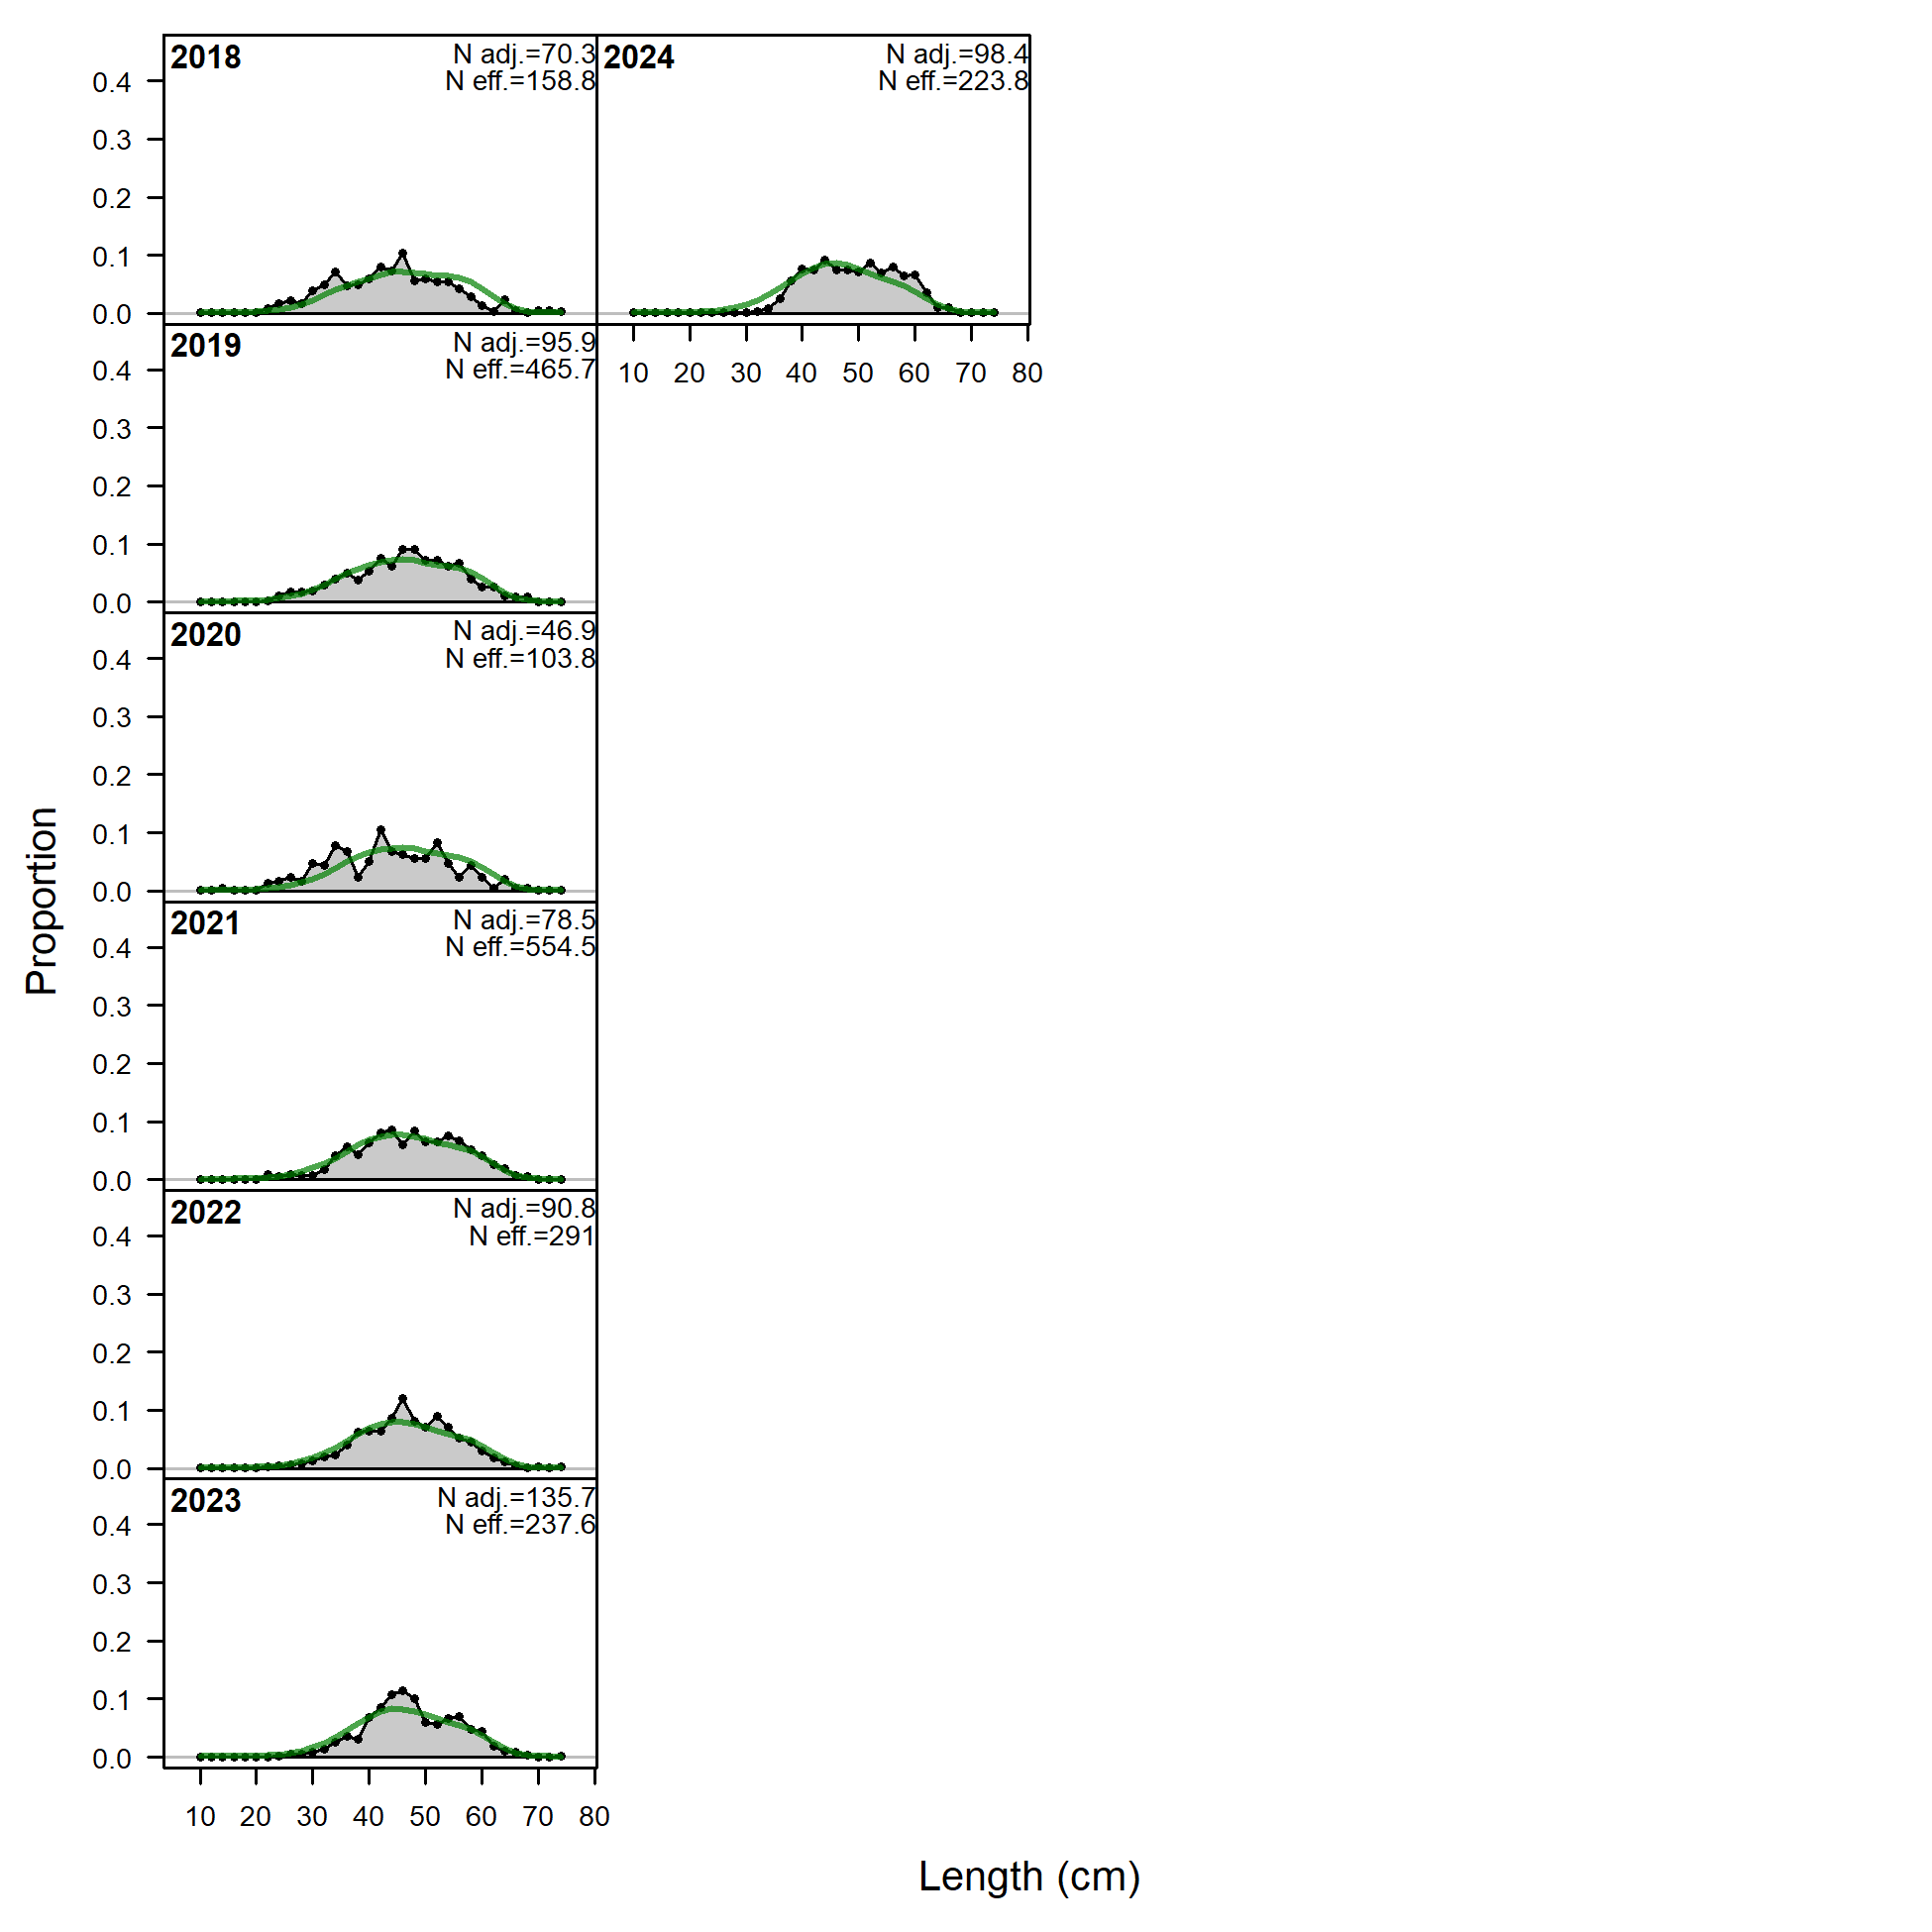 Proportion
2018
N adj.=70.3
N eff.=158.8
0.4
0.3
0.2
0.1
0.0
2019
N adj.=95.9
N eff.=465.7
0.4
0.3
0.2
0.1
0.0
2020
N adj.=46.9
N eff.=103.8
0.4
0.3
0.2
0.1
0.0
2021
N adj.=78.5
N eff.=554.5
0.4
0.3
0.2
0.1
0.0
2022
N adj.=90.8
N eff.=291
0.4
0.3
0.2
0.1
0.0
2023
N adj.=135.7
N eff.=237.6
0.4
0.3
0.2
0.1
0.0
10 20 30 40 50 60 70 80
2024
N adj.=98.4
N eff.=223.8
10 20 30 40 50 60 70 80
Length (cm)